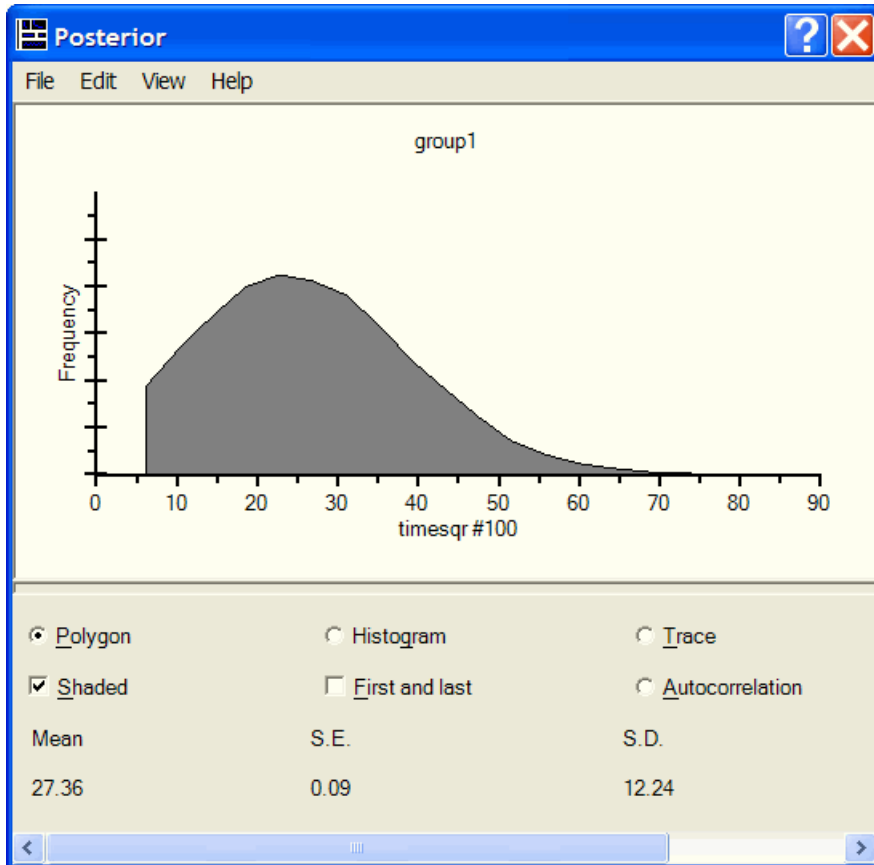 Posterior
File Edit View Help
group1
Frequency
0 10 20 30 40 50 60 70 80 90
timesqr #100
Polygon Histogram Trace
Shaded First and last Autocorrelation
Mean S.E. S.D.
27.36 0.09 12.24